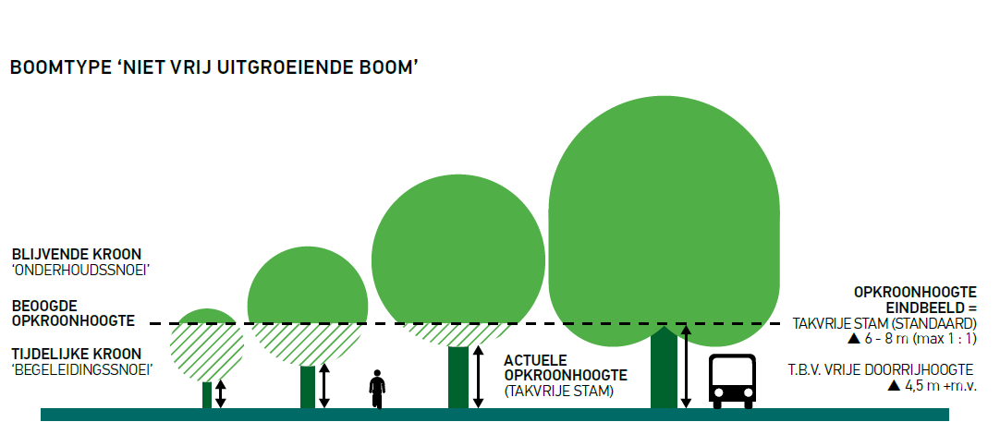 BOOMTYPE ‘NIET VRIJ UITGROEIENDE BOOM’
BLIJVENDE KROON
‘ONDERHOUDSSNOEI’
BEOOGDE
OPKROONHOOGTE
TIJDELIJKE KROON
‘BEGELEIDINGSSNOEI’
ACTUELE
OPKROONHOOGTE
(TAKVRIJE STAM)
OPKROONHOOGTE
EINDBEELD =
TAKVRIJE STAM (STANDAARD)
▲ 6 - 8 m (max 1 : 1)
T.B.V. VRIJE DOORRIJHOOGTE
▲ 4,5 m +m.v.